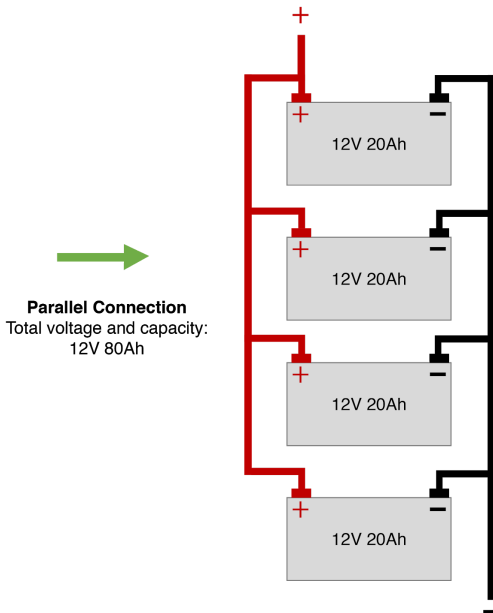 +
+ −
12V 20Ah
+ −
12V 20Ah
Parallel Connection
Total voltage and capacity:
12V 80Ah
+ −
12V 20Ah
+ −
12V 20Ah
−